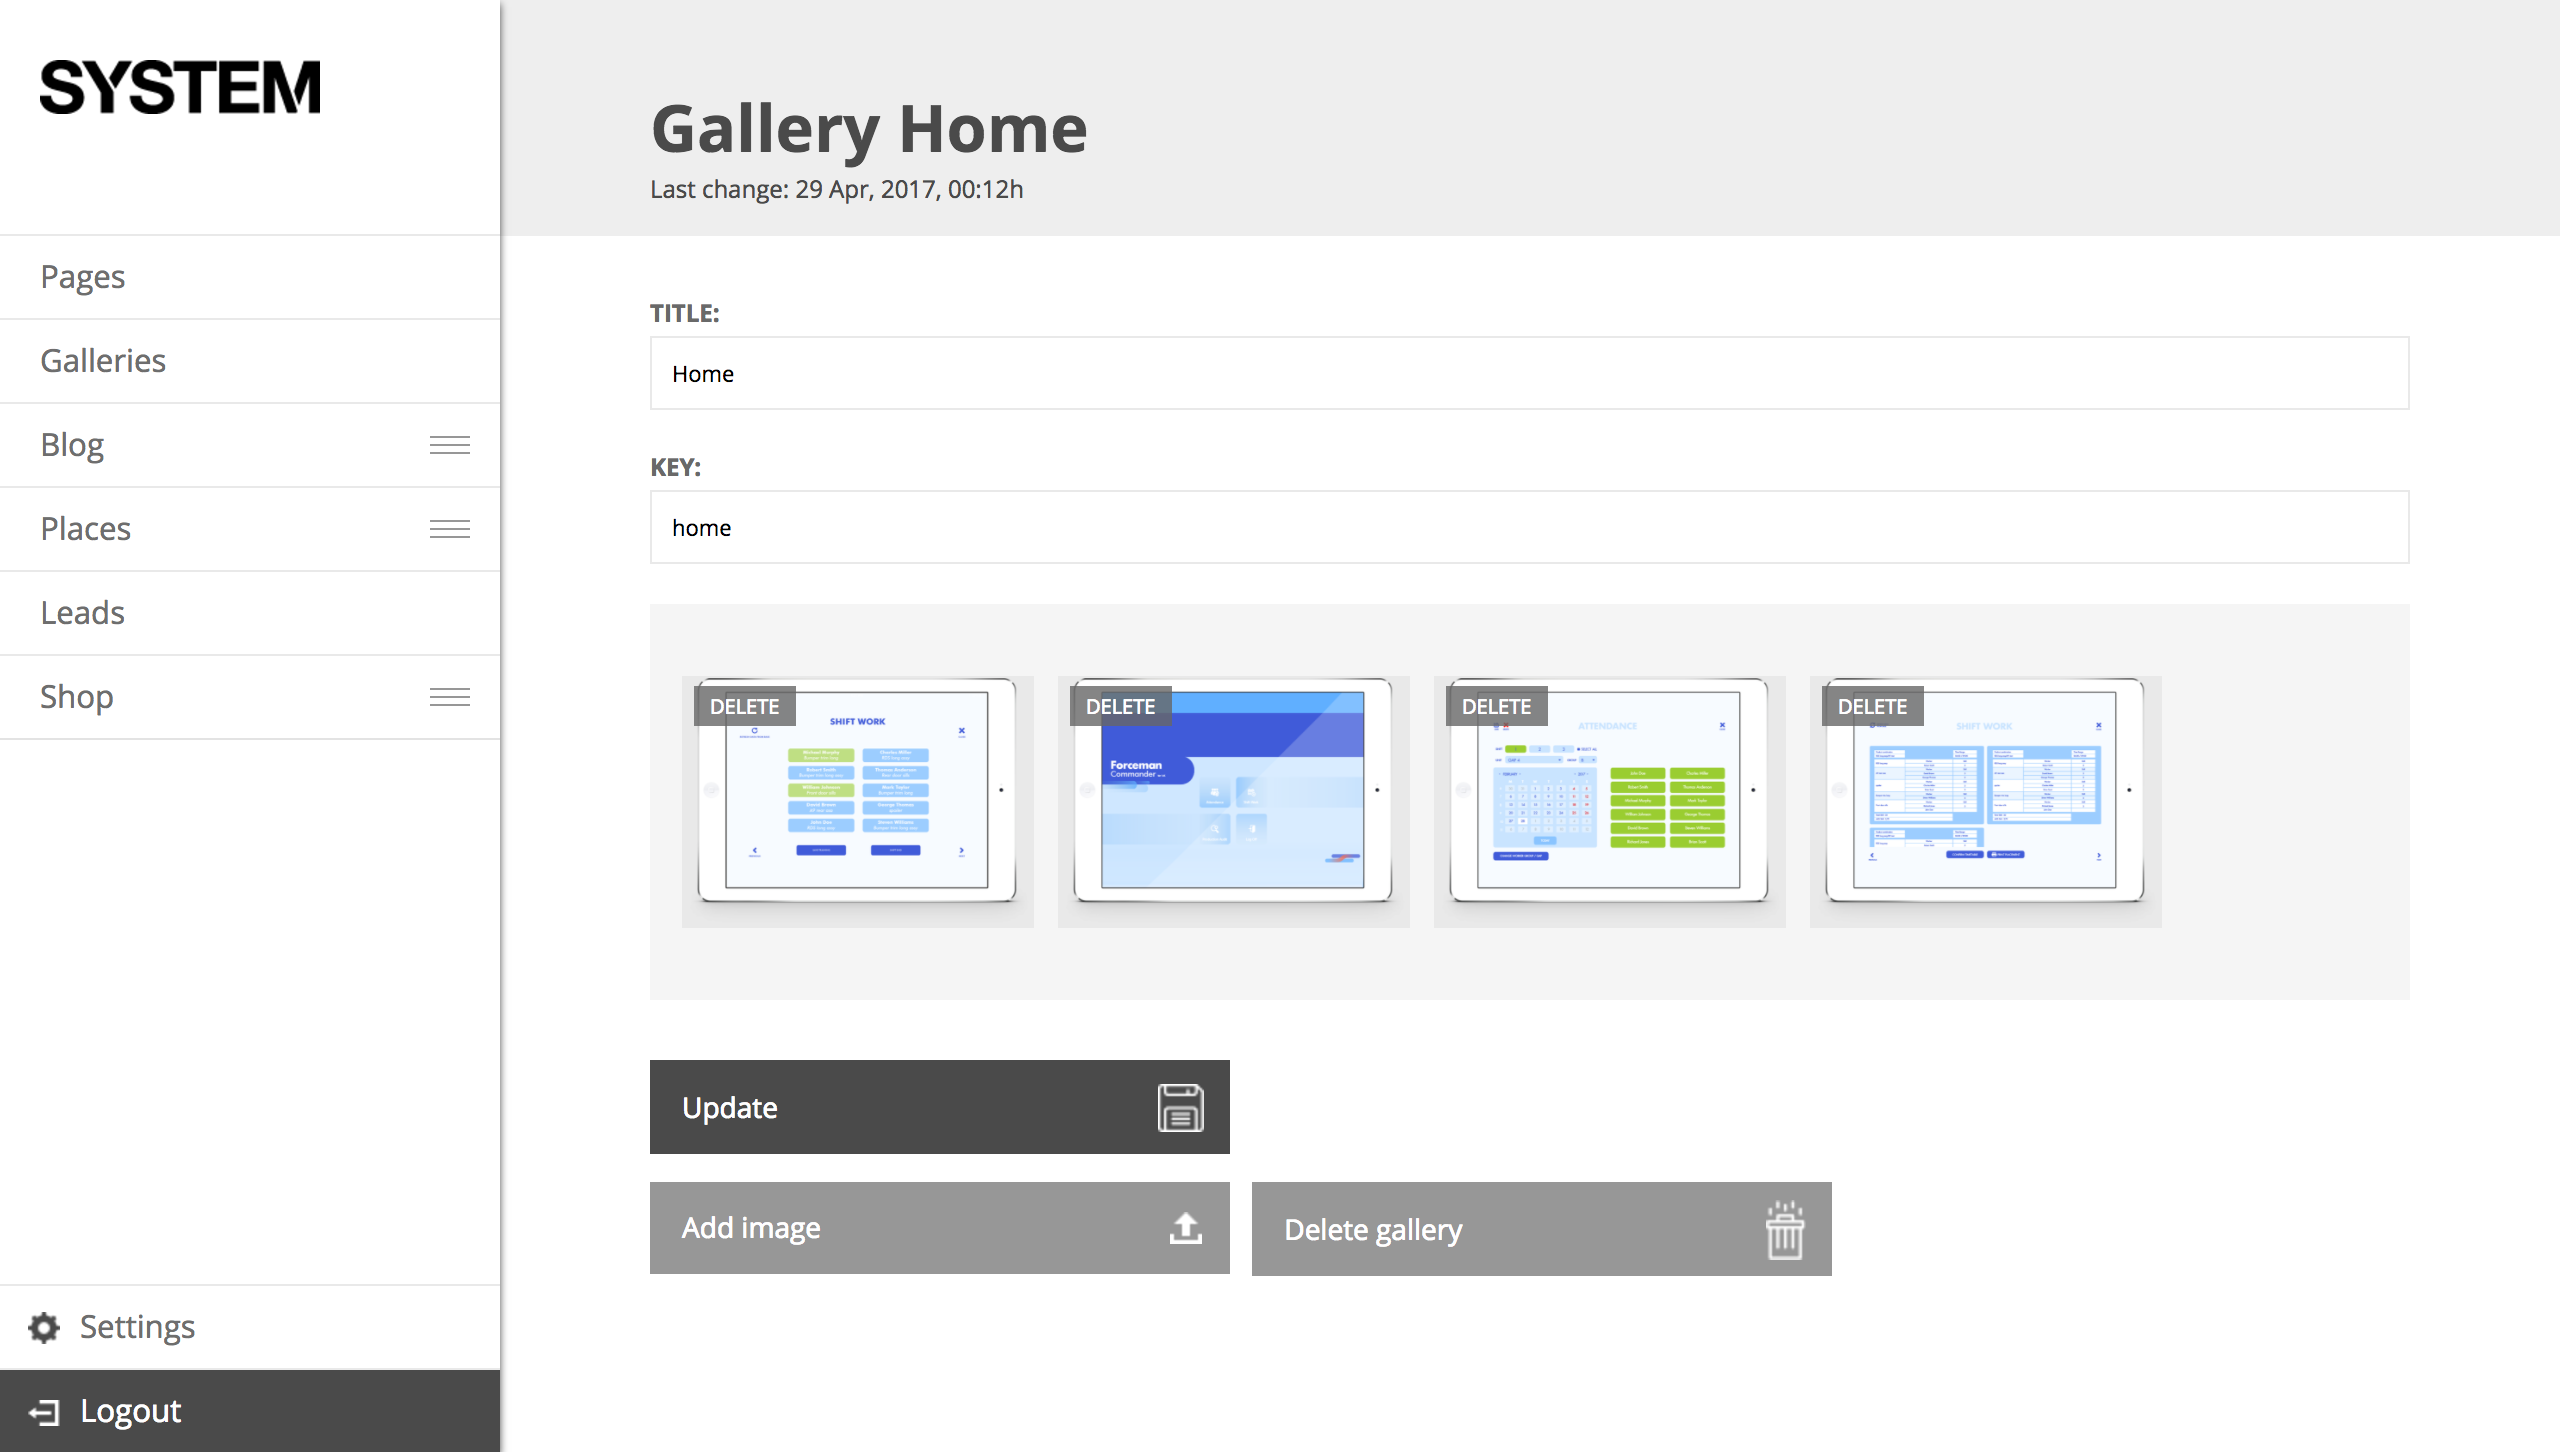 SYSTEM
Pages
Galleries
Blog
Places
Leads
Shop
Settings
Logout
Gallery Home
Last change: 29 Apr, 2017, 00:12h
TITLE:
Home
KEY:
home
DELETE
SHIFT WORK
DELETE
Forceman
Commander
DELETE
ATTENDANCE
DELETE
SHIFT WORK
Update
Add image
Delete gallery